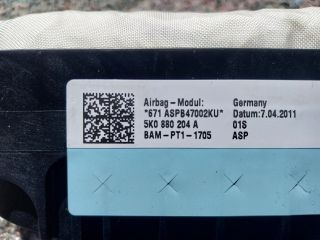 Airbag-Modul: Germany
*671 ASPB47002KU* Datum:7.04.2011
5K0 880 204 A 01S
BAM-PT1-1705 ASP